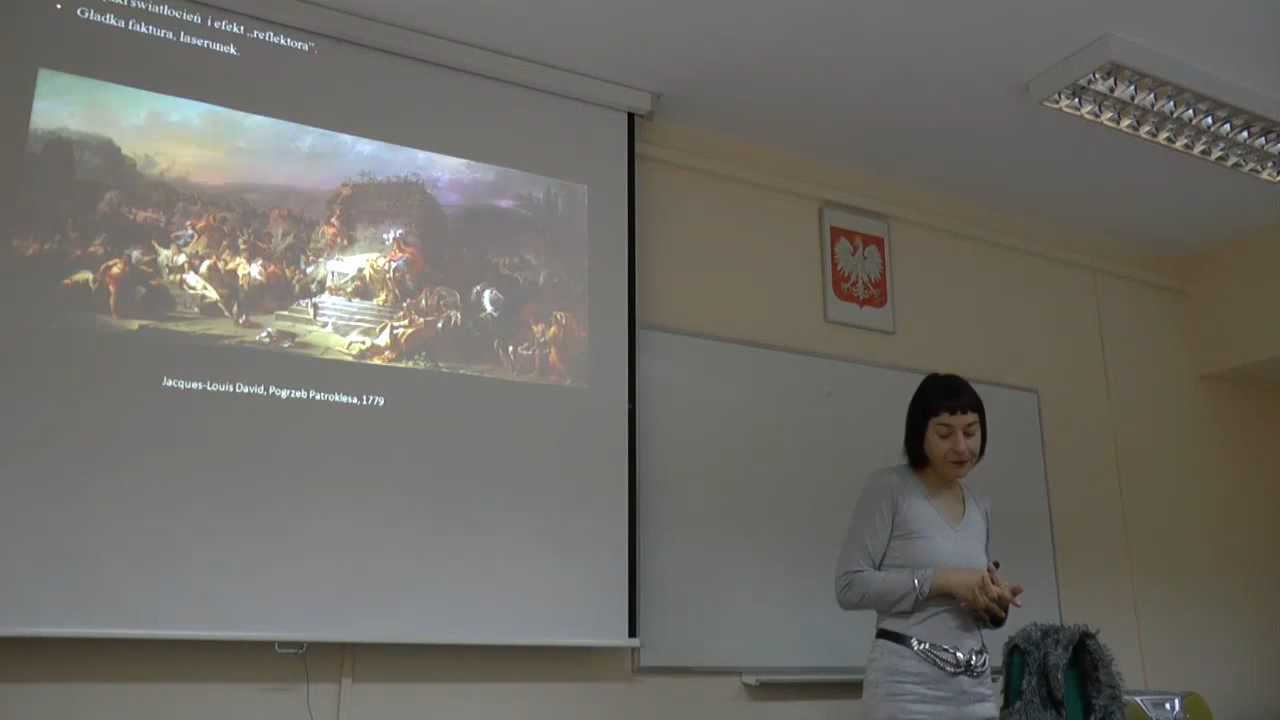 światłocień i efekt „reflektora".
• Gładka faktura, laserunek.
Jacques-Louis David, Pogrzeb Patroklesa, 1779